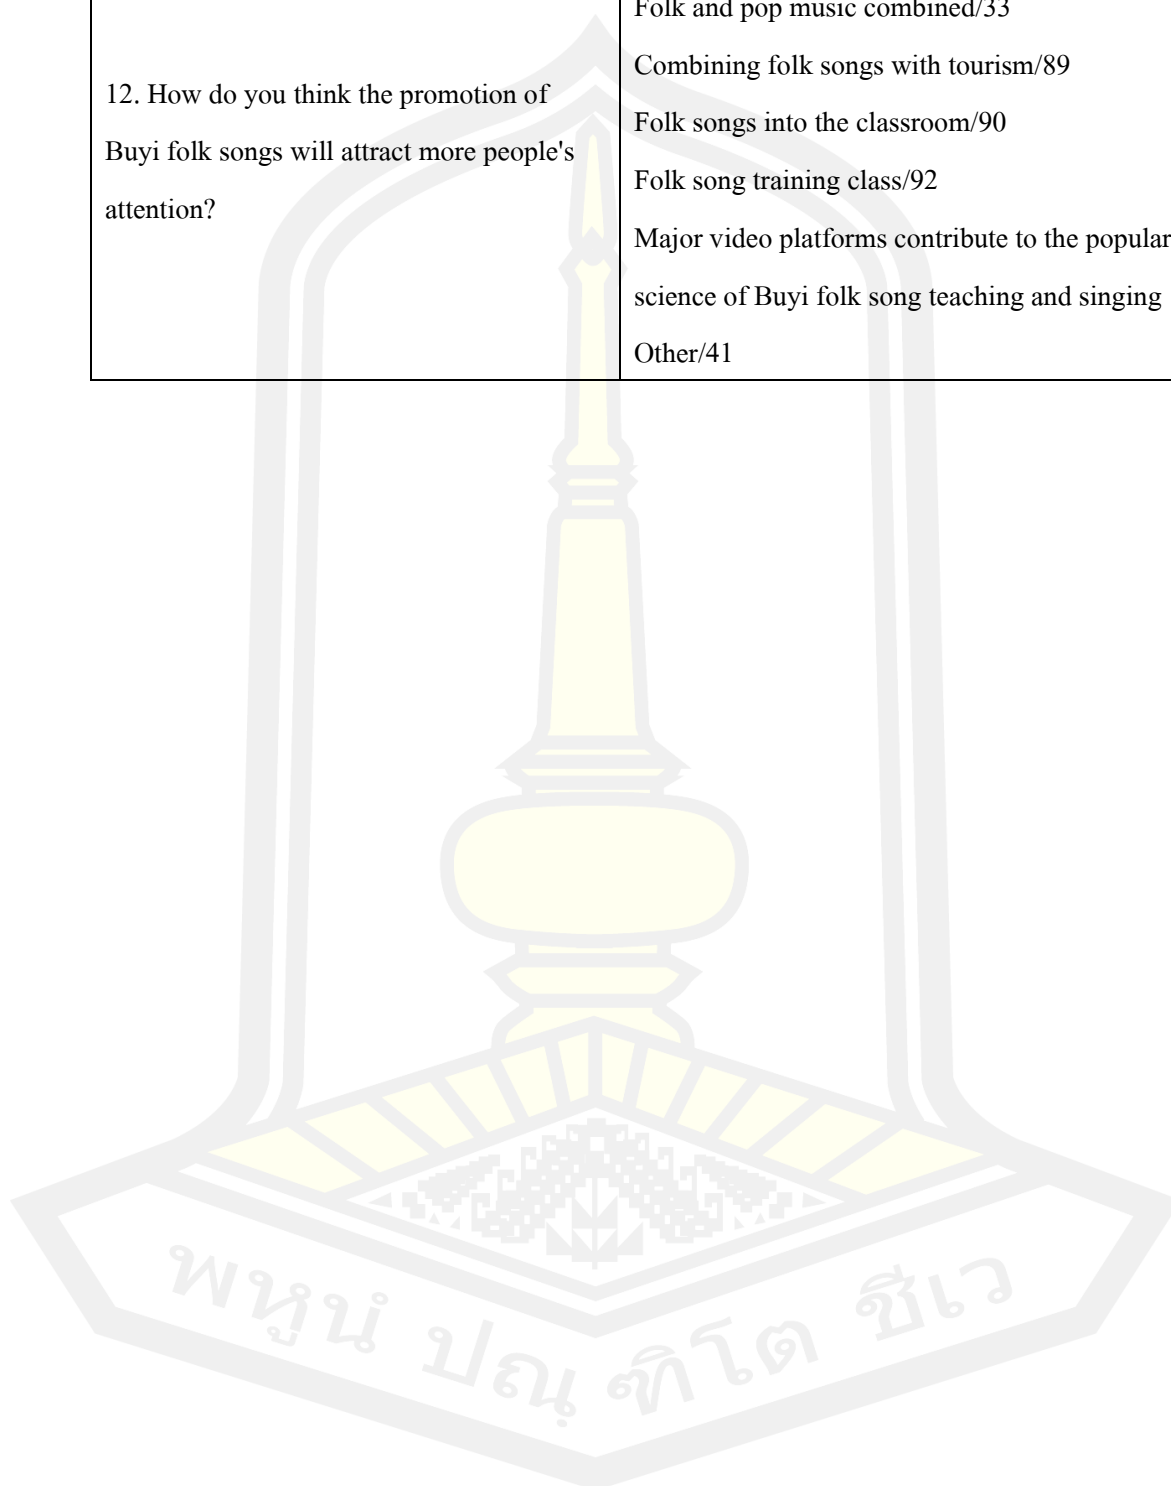 Folk and pop music combined/33
12. How do you think the promotion of
Buyi folk songs will attract more people's
attention?
Combining folk songs with tourism/89
Folk songs into the classroom/90
Folk song training class/92
Major video platforms contribute to the popular
science of Buyi folk song teaching and singing
Other/41
พหูนํ ปณฺฑิโต ชีเว